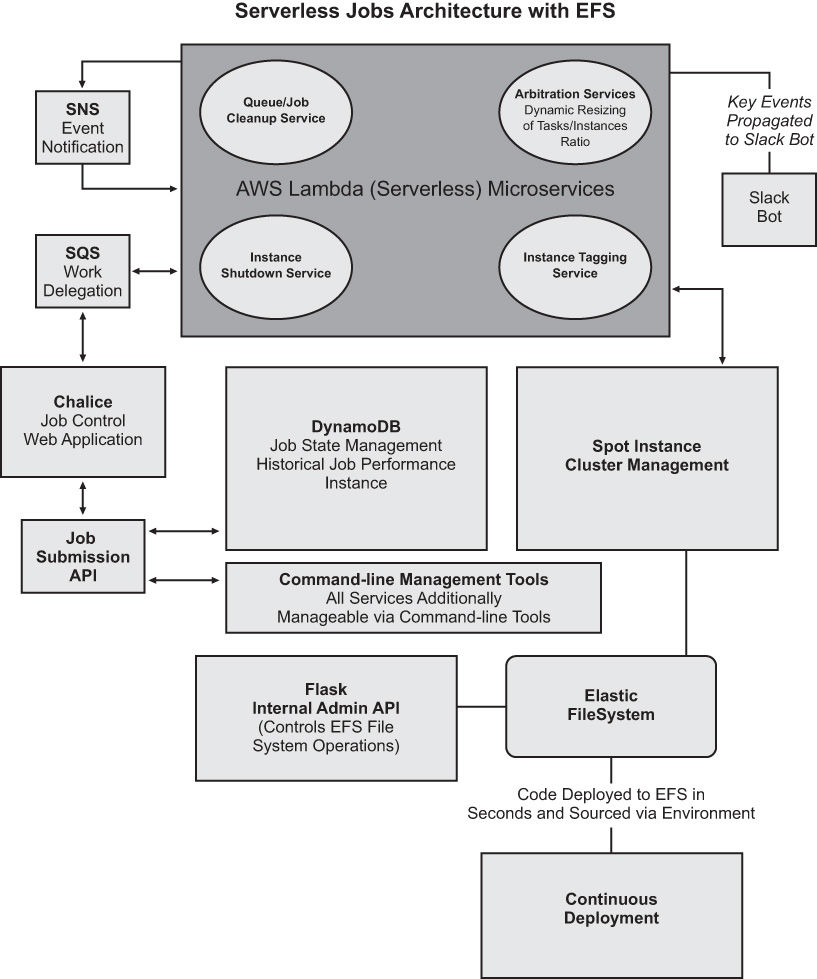 Serverless Jobs Architecture with EFS
SNS
Event
Notification
Queue/Job
Cleanup Service
Arbitration Services
Dynamic Resizing
of Tasks/Instances
Ratio
Key Events
Propagated
to Slack Bot
AWS Lambda (Serverless) Microservices
Slack
Bot
SQS
Work
Delegation
Instance
Shutdown Service
Instance Tagging
Service
Chalice
Job Control
Web Application
DynamoDB
Job State Management
Historical Job Performance
Instance
Spot Instance
Cluster Management
Job
Submission
API
Command-line Management Tools
All Services Additionally
Manageable via Command-line Tools
Flask
Internal Admin API
(Controls EFS File
System Operations)
Elastic
FileSystem
Code Deployed to EFS in
Seconds and Sourced via Environment
Continuous
Deployment